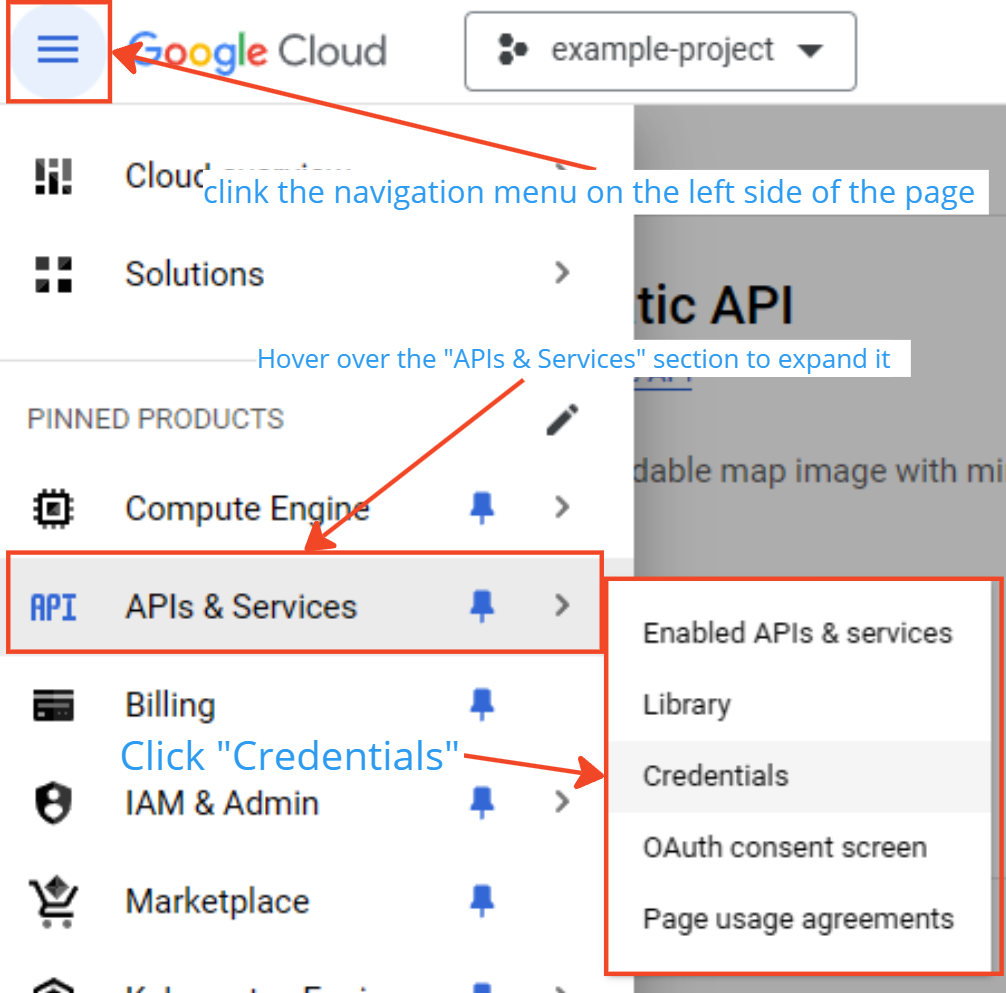 Google Cloud
example-project
Cloud
clink the navigation menu on the left side of the page
Solutions
tic API
Hover over the "APIs & Services" section to expand it
API
PINNED PRODUCTS
dable map image with mi
Compute Engine
API APIs & Services
Enabled APIs & services
Library
Billing
Click "Credentials"
Credentials
IAM & Admin
OAuth consent screen
Marketplace
Page usage agreements